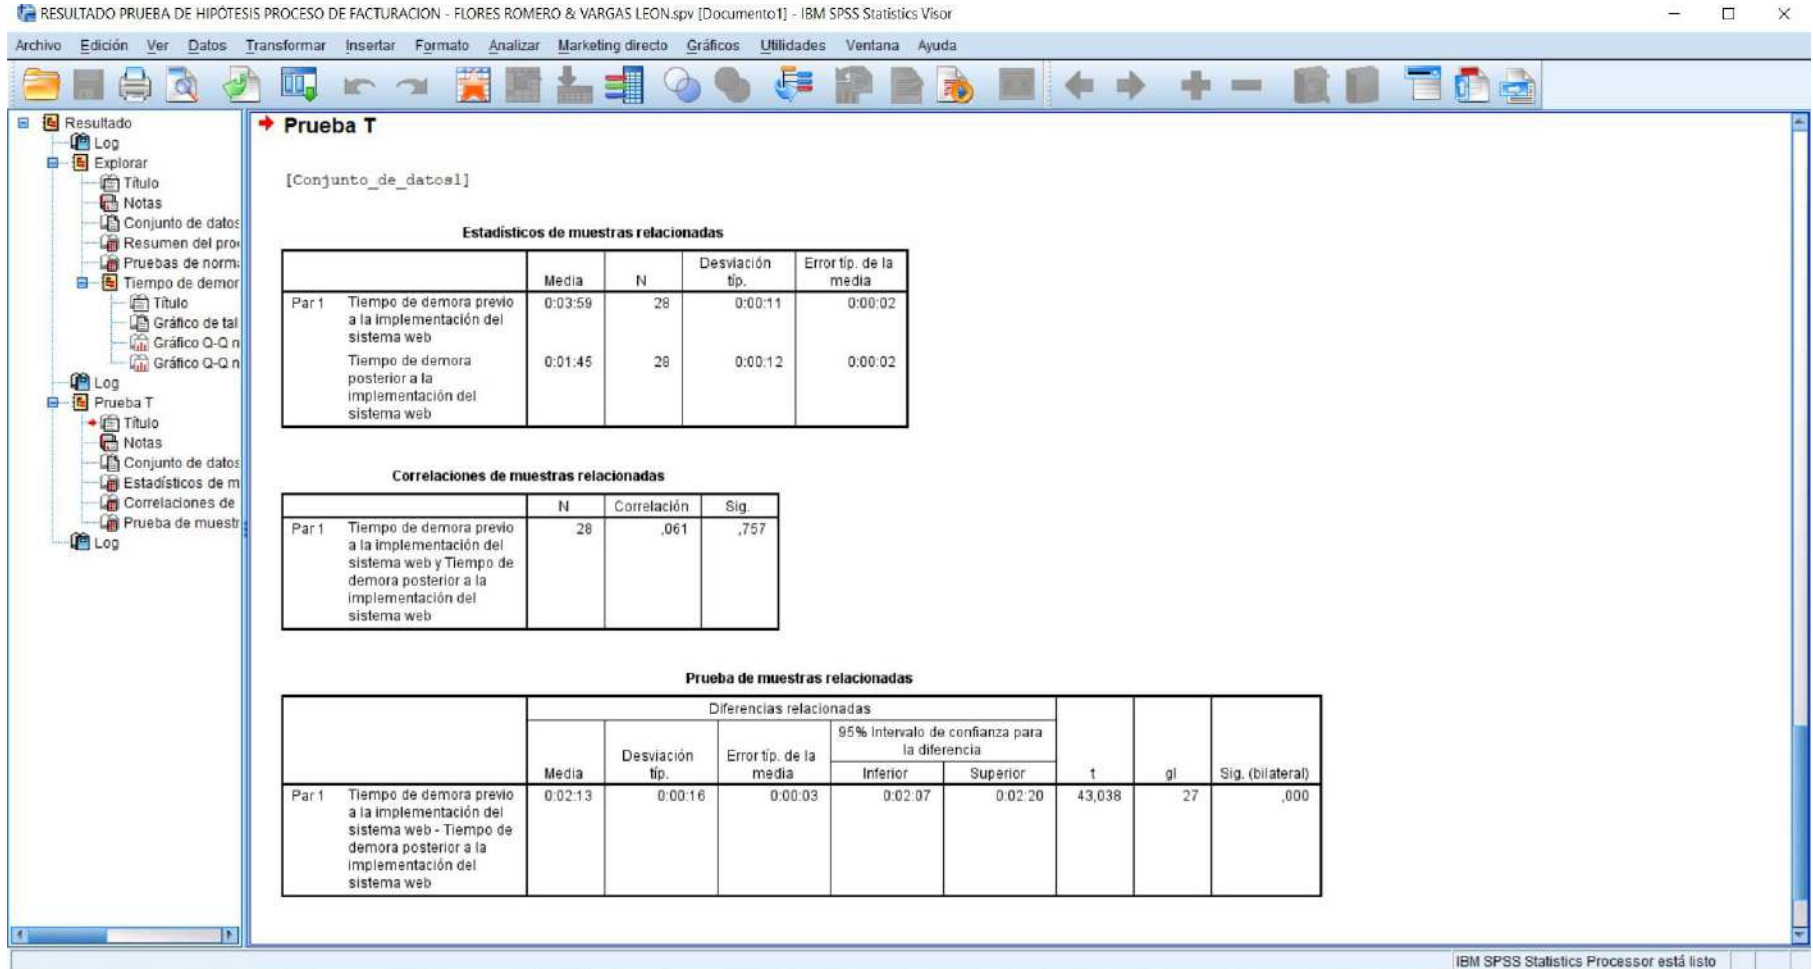 RESULTADO PRUEBA DE HIPÓTESIS PROCESO DE FACTURACION - FLORES ROMERO & VARGAS LEON.spv [Documento1] - IBM SPSS Statistics Visor
Archivo Edición Ver Datos Transformar Insertar Formato Analizar Marketing directo Gráficos Utilidades Ventana Ayuda
Resultado
Log
Explorar
Título
Notas
Conjunto de datos
Resumen del pro
Pruebas de norm
Tiempo de demor
Título
Gráfico de tal
Gráfico Q-Q n
Gráfico Q-Q n
Log
Prueba T
Título
Notas
Conjunto de datos
Estadísticos de m
Correlaciones de
Prueba de muestr
Log
Prueba T
[Conjunto_de_datos1]
Estadísticos de muestras relacionadas
Media N Desviación típ. Error típ. de la media
Par 1 Tiempo de demora previo 0:03:59 28 0:00:11 0:00:02
a la implementación del
sistema web
Tiempo de demora 0:01:45 28 0:00:12 0:00:02
posterior a la
implementación del
sistema web
Correlaciones de muestras relacionadas
N Correlación Sig.
Par 1 Tiempo de demora previo 28 ,061 ,757
a la implementación del
sistema web y Tiempo de
demora posterior a la
implementación del
sistema web
Prueba de muestras relacionadas
Diferencias relacionadas
95% Intervalo de confianza para
la diferencia
Media Desviación típ. Error típ. de la media Inferior Superior t gl Sig. (bilateral)
Par 1 Tiempo de demora previo 0:02:13 0:00:16 0:00:03 0:02:07 0:02:20 43,038 27 ,000
a la implementación del
sistema web - Tiempo de
demora posterior a la
implementación del
sistema web
IBM SPSS Statistics Processor está listo